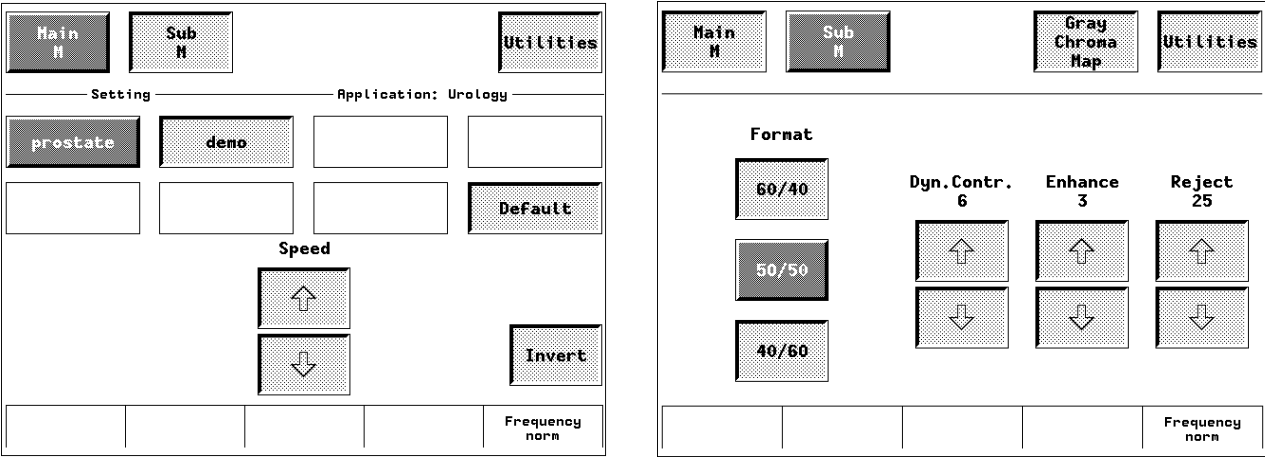 Main
M
Sub
M
Utilities
Setting
Application: Urology
prostate
demo
Default
Speed
Invert
Frequency
norm
Main
M
Sub
M
Gray
Chroma
Map
Utilities
Format
60/40
50/50
40/60
Dyn.Contr.
6
Enhance
3
Reject
25
Frequency
norm